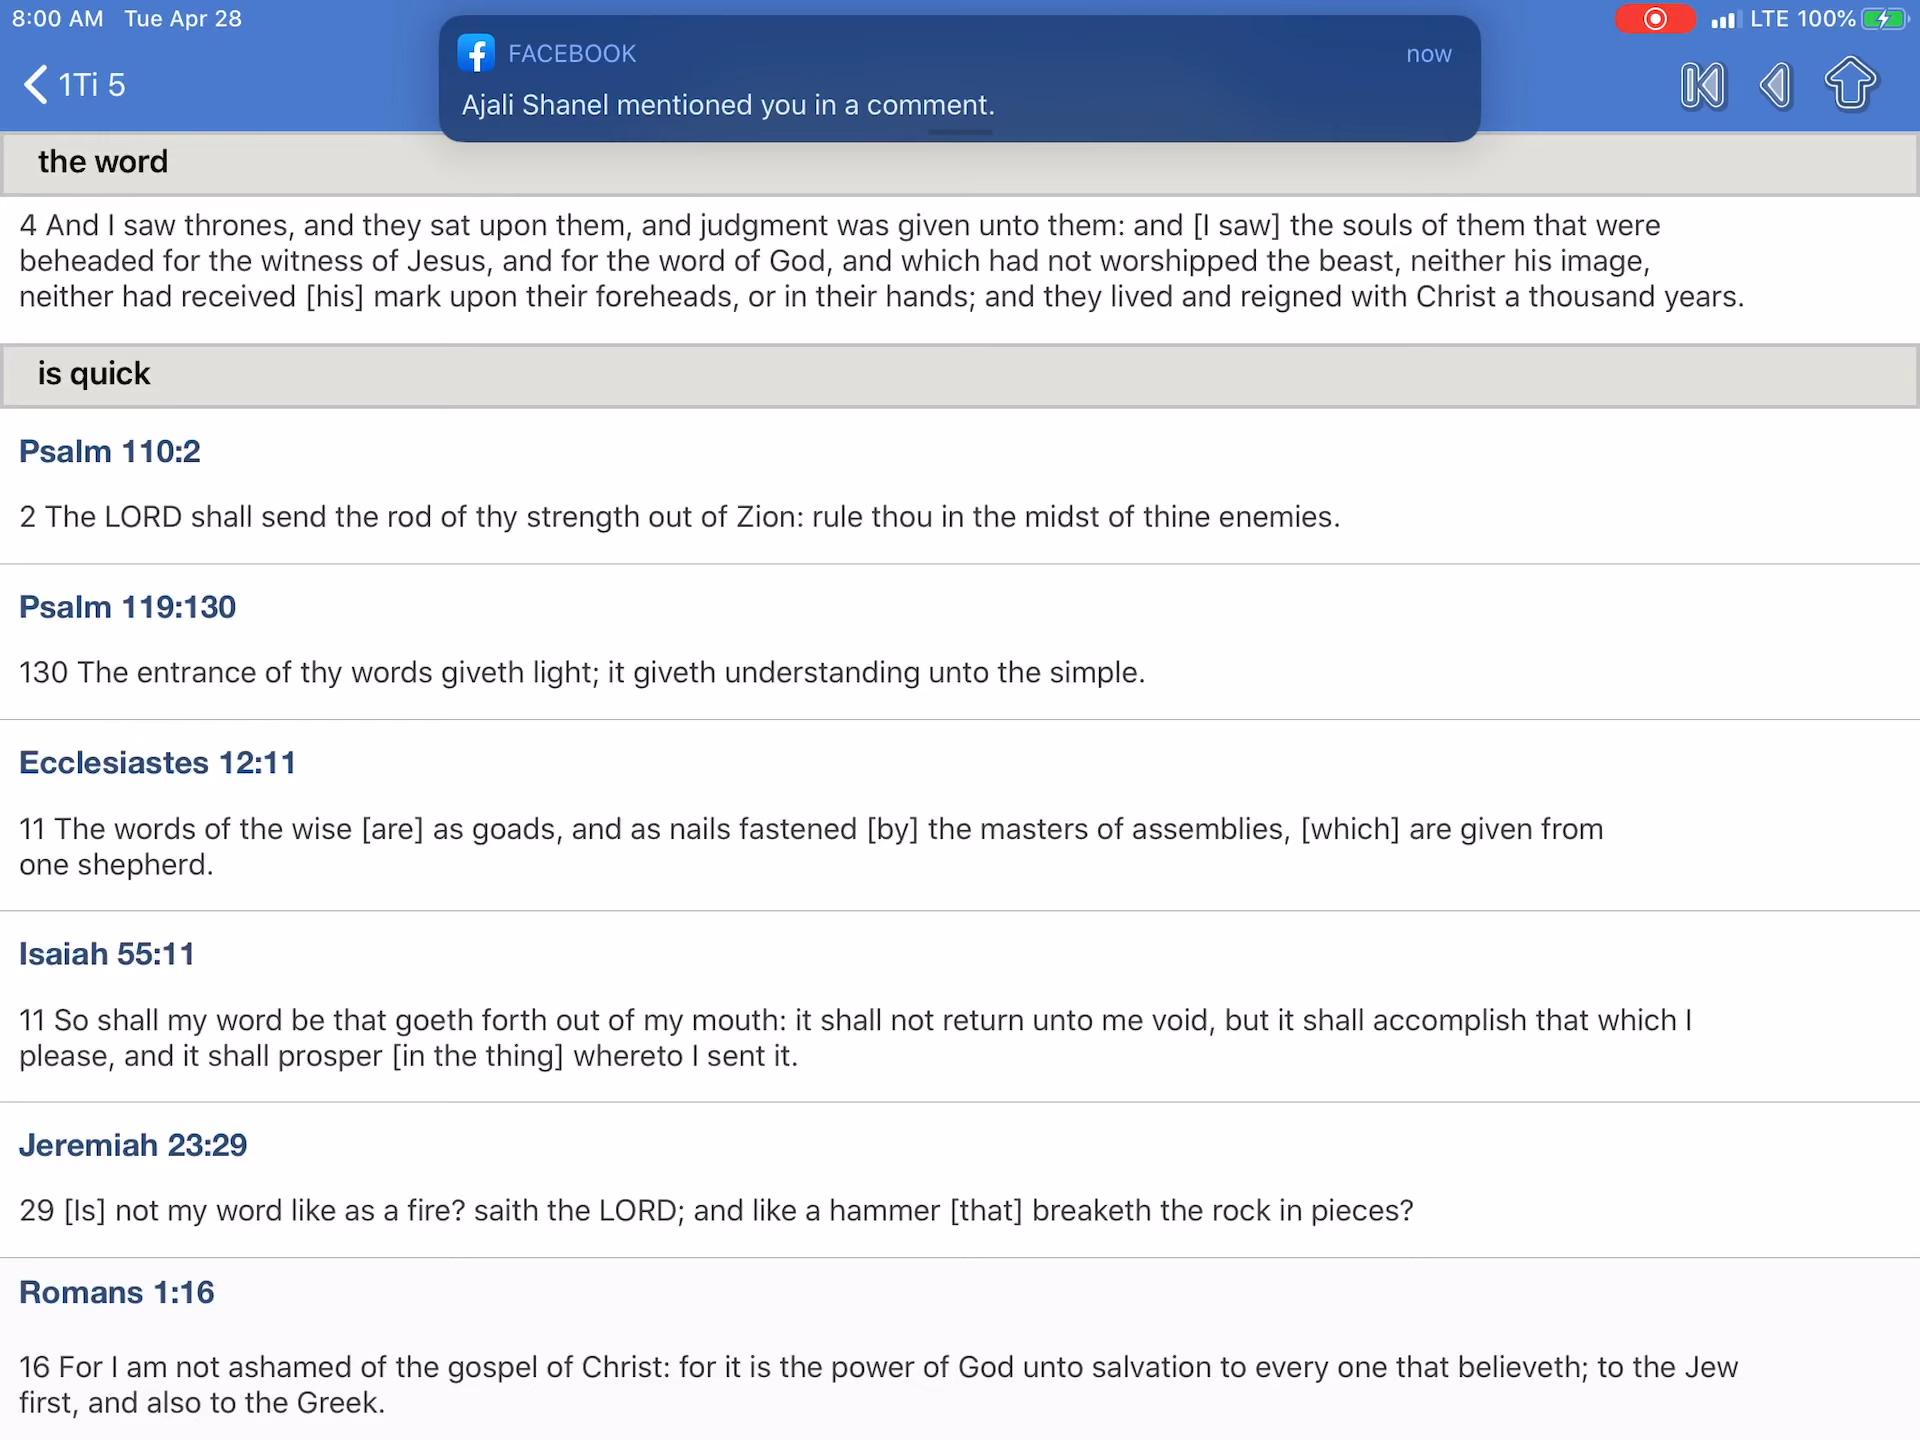 8:00 AM Tue Apr 28
LTE 100%
FACEBOOK
now
1Ti 5
Ajali Shanel mentioned you in a comment.
the word
4 And I saw thrones, and they sat upon them, and judgment was given unto them: and [I saw] the souls of them that were
beheaded for the witness of Jesus, and for the word of God, and which had not worshipped the beast, neither his image,
neither had received [his] mark upon their foreheads, or in their hands; and they lived and reigned with Christ a thousand years.
is quick
Psalm 110:2
2 The LORD shall send the rod of thy strength out of Zion: rule thou in the midst of thine enemies.
Psalm 119:130
130 The entrance of thy words giveth light; it giveth understanding unto the simple.
Ecclesiastes 12:11
11 The words of the wise [are] as goads, and as nails fastened [by] the masters of assemblies, [which] are given from
one shepherd.
Isaiah 55:11
11 So shall my word be that goeth forth out of my mouth: it shall not return unto me void, but it shall accomplish that which I
please, and it shall prosper [in the thing] whereto I sent it.
Jeremiah 23:29
29 [Is] not my word like as a fire? saith the LORD; and like a hammer [that] breaketh the rock in pieces?
Romans 1:16
16 For I am not ashamed of the gospel of Christ: for it is the power of God unto salvation to every one that believeth; to the Jew
first, and also to the Greek.